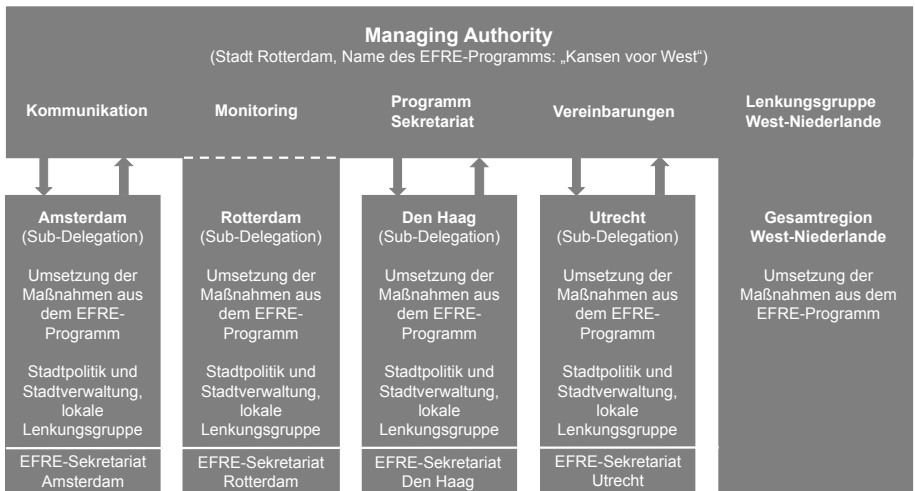 Managing Authority
(Stadt Rotterdam, Name des EFRE-Programms: „Kansen voor West“)
Kommunikation
Monitoring
Programm
Sekretariat
Vereinbarungen
Lenkungsgruppe
West-Niederlande
Amsterdam
(Sub-Delegation)
Umsetzung der
Maßnahmen aus
dem EFRE-
Programm
Stadtpolitik und
Stadtverwaltung,
lokale
Lenkungsgruppe
EFRE-Sekretariat
Amsterdam
Rotterdam
(Sub-Delegation)
Umsetzung der
Maßnahmen aus
dem EFRE-
Programm
Stadtpolitik und
Stadtverwaltung,
lokale
Lenkungsgruppe
EFRE-Sekretariat
Rotterdam
Den Haag
(Sub-Delegation)
Umsetzung der
Maßnahmen aus
dem EFRE-
Programm
Stadtpolitik und
Stadtverwaltung,
lokale
Lenkungsgruppe
EFRE-Sekretariat
Den Haag
Utrecht
(Sub-Delegation)
Umsetzung der
Maßnahmen aus
dem EFRE-
Programm
Stadtpolitik und
Stadtverwaltung,
lokale
Lenkungsgruppe
EFRE-Sekretariat
Utrecht
Gesamtregion
West-Niederlande
Umsetzung der
Maßnahmen aus dem
EFRE-Programm